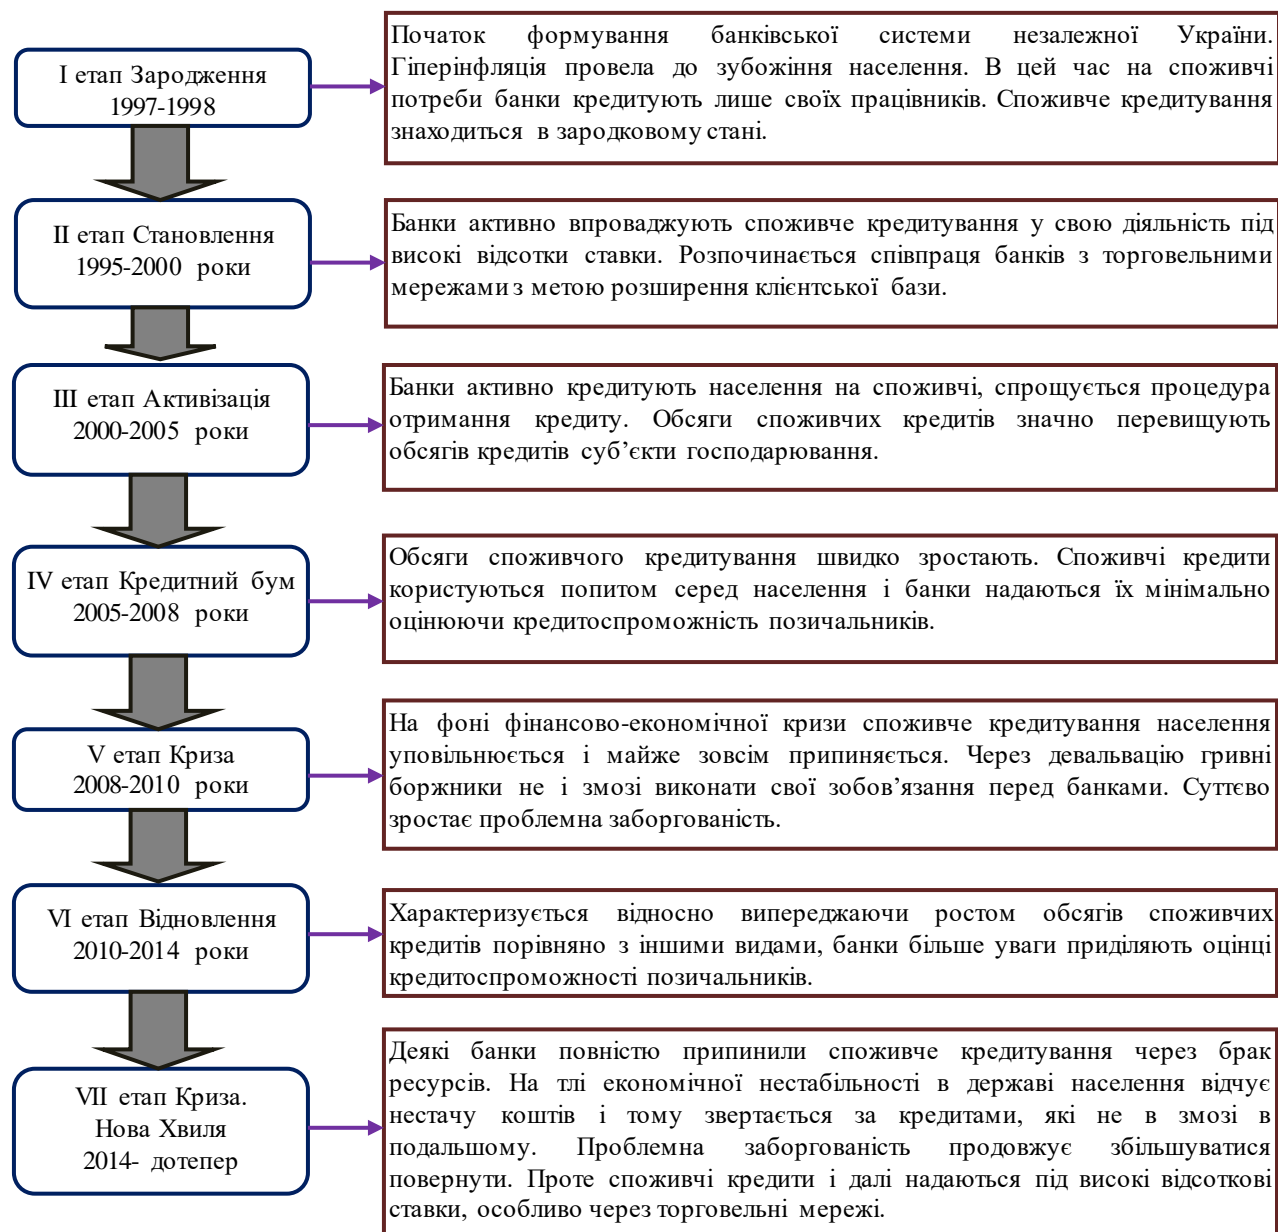 І етап Зародження
1997-1998
Початок формування банківської системи незалежної України.
Гіперінфляція провела до зубожіння населення. В цей час на споживчі
потреби банки кредитують лише своїх працівників. Споживче кредитування
знаходиться в зародковому стані.
ІІ етап Становлення
1995-2000 роки
Банки активно впроваджують споживче кредитування у свою діяльність під
високі відсотки ставки. Розпочинається співпраця банків з торговельними
мережами з метою розширення клієнтської бази.
ІІІ етап Активізація
2000-2005 роки
Банки активно кредитують населення на споживчі, спрощується процедура
отримання кредиту. Обсяги споживчих кредитів значно перевищують
обсягів кредитів суб’єкти господарювання.
IV етап Кредитний бум
2005-2008 роки
Обсяги споживчого кредитування швидко зростають. Споживчі кредити
користуються попитом серед населення і банки надаються їх мінімально
оцінюючи кредитоспроможність позичальників.
V етап Криза
2008-2010 роки
На фоні фінансово-економічної кризи споживче кредитування населення
уповільнюється і майже зовсім припиняється. Через девальвацію гривні
боржники не і змозі виконати свої зобов’язання перед банками. Суттєво
зростає проблемна заборгованість.
VI етап Відновлення
2010-2014 роки
Характеризується відносно випереджаючи ростом обсягів споживчих
кредитів порівняно з іншими видами, банки більше уваги приділяють оцінці
кредитоспроможності позичальників.
VII етап Криза.
Нова Хвиля
2014- дотепер
Деякі банки повністю припинили споживче кредитування через брак
ресурсів. На тлі економічної нестабільності в державі населення відчує
нестачу коштів і тому звертається за кредитами, які не в змозі в
подальшому. Проблемна заборгованість продовжує збільшуватися
повернути. Проте споживчі кредити і далі надаються під високі відсоткові
ставки, особливо через торговельні мережі.